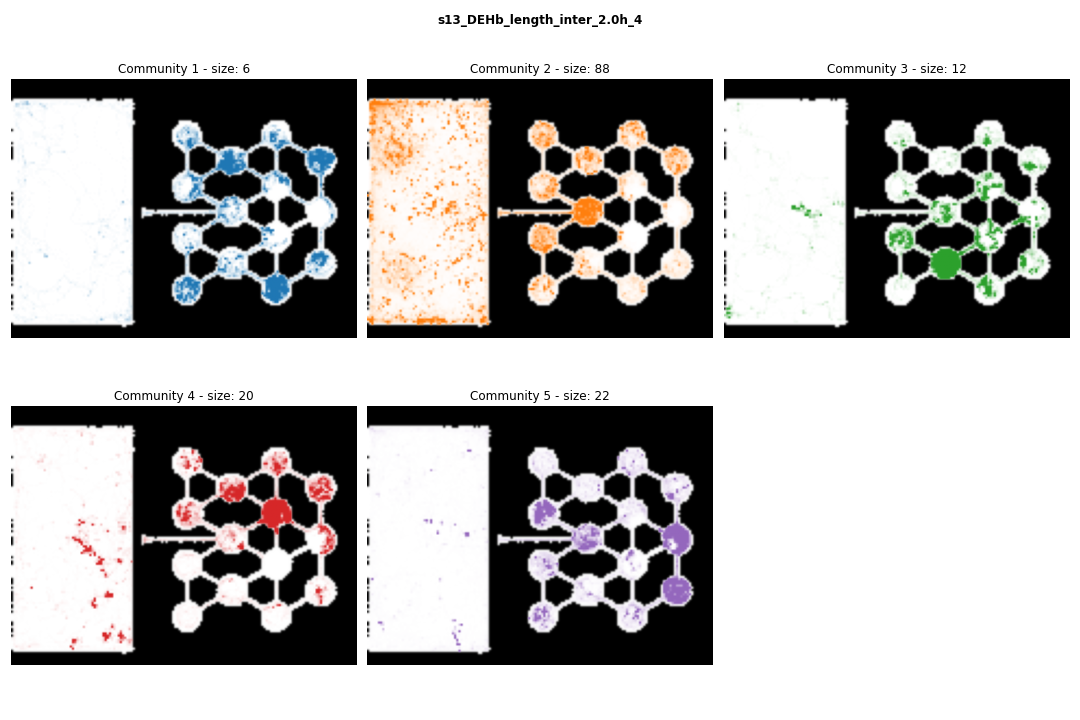 s13_DEHb_length_inter_2.0h_4
Community 1 - size: 6
Community 2 - size: 88
Community 3 - size: 12
Community 4 - size: 20
Community 5 - size: 22